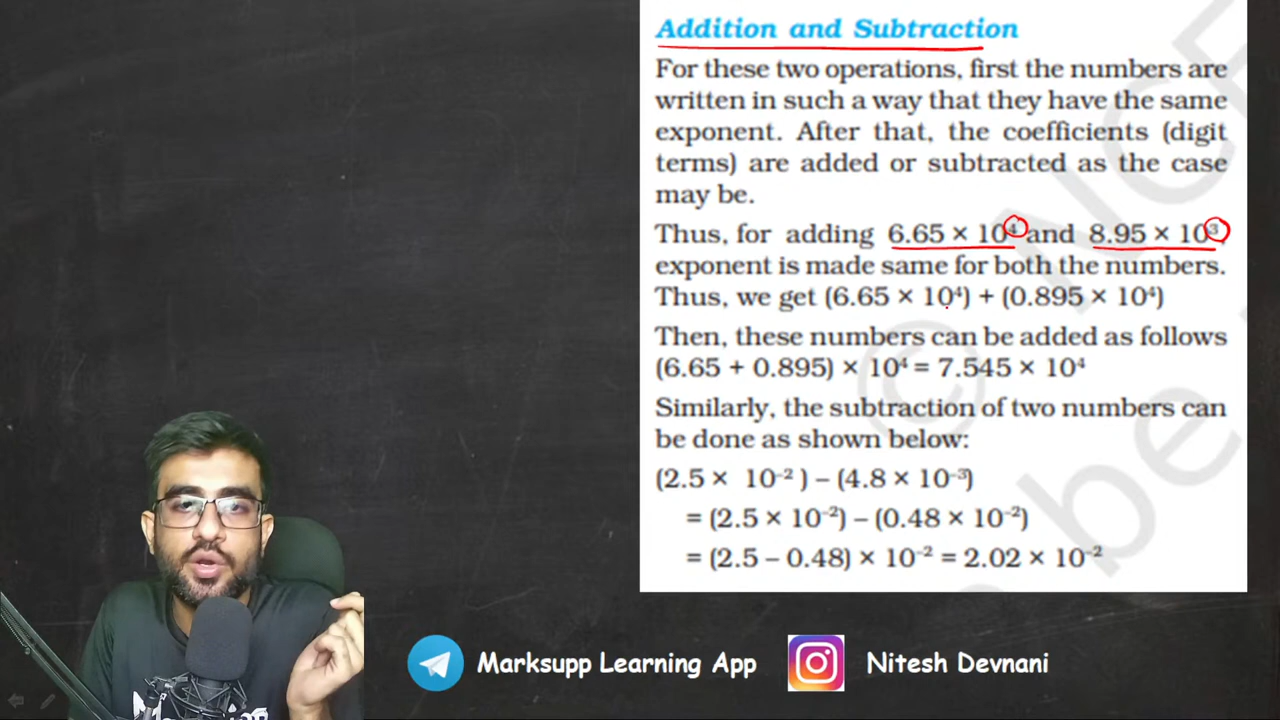 Addition and Subtraction
For these two operations, first the numbers are
written in such a way that they have the same
exponent. After that, the coefficients (digit
terms) are added or subtracted as the case
may be.
Thus, for adding 6.65 × 10⁴ and 8.95 × 10³,
exponent is made same for both the numbers.
Thus, we get (6.65 × 10⁴) + (0.895 × 10⁴)
Then, these numbers can be added as follows
(6.65 + 0.895) × 10⁴ = 7.545 × 10⁴
Similarly, the subtraction of two numbers can
be done as shown below:
(2.5 × 10⁻²) – (4.8 × 10⁻³)
= (2.5 × 10⁻²) – (0.48 × 10⁻²)
= (2.5 – 0.48) × 10⁻² = 2.02 × 10⁻²
Marksupp Learning App
Nitesh Devnani